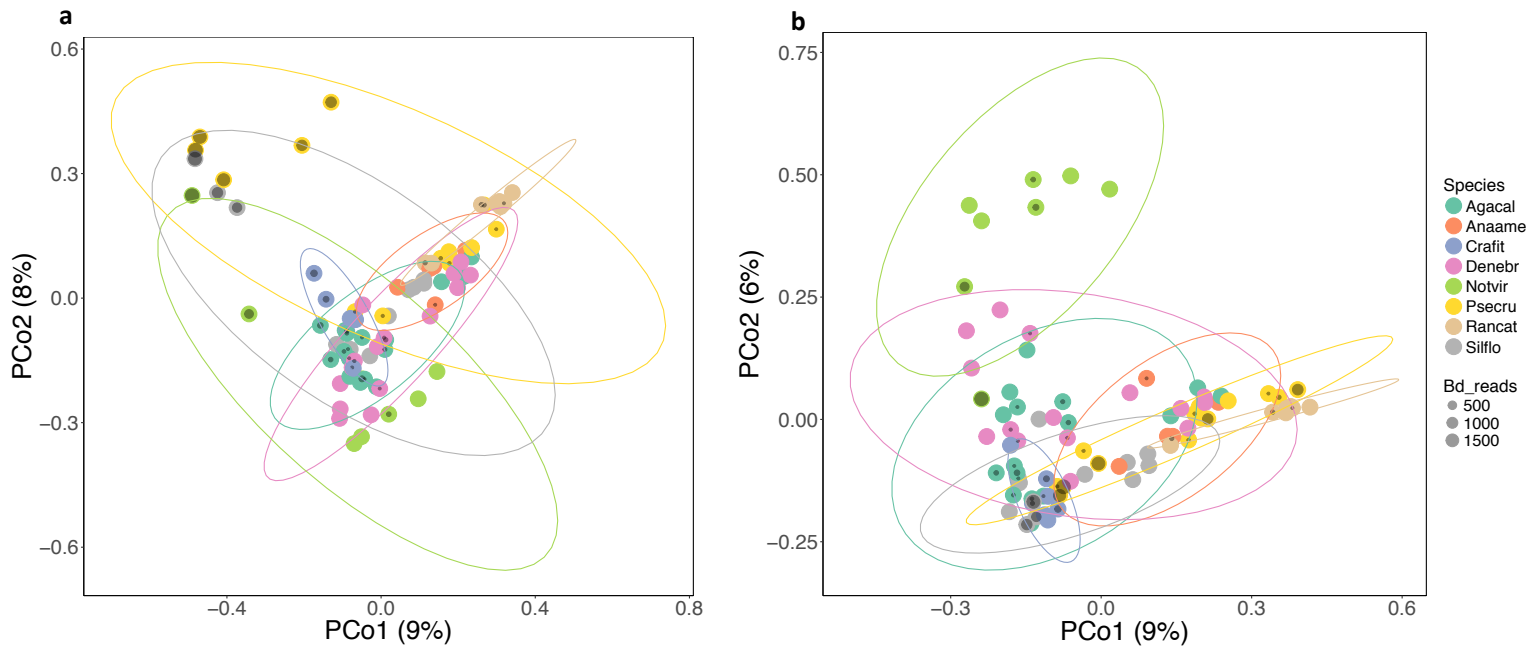 a
0.6
0.3
0.0
−0.3
−0.6
PCo2 (8%)
−0.4
0.0
0.4
0.8
PCo1 (9%)
b
0.75
0.50
0.25
0.00
−0.25
PCo2 (6%)
−0.3
0.0
0.3
0.6
PCo1 (9%)
Species
Agacal
Anaame
Crafit
Denebr
Notvir
Psecru
Rancat
Silflo
Bd_reads
500
1000
1500